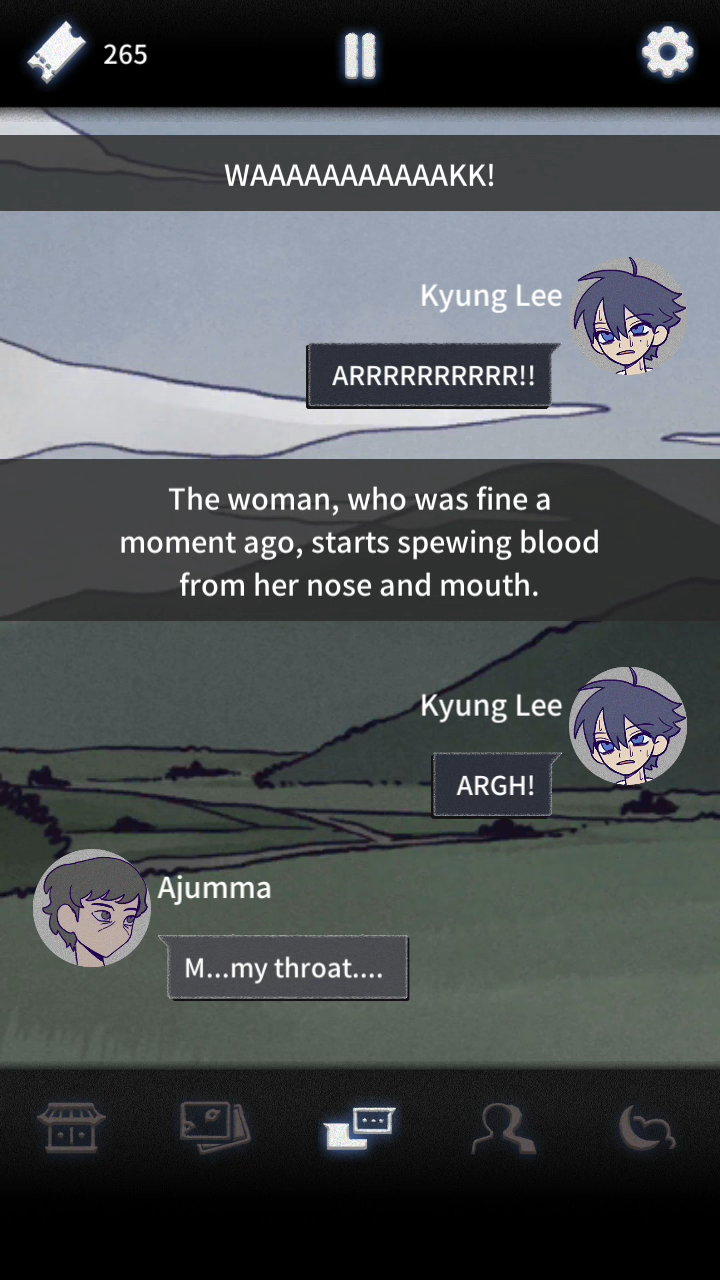 265
WAAAAAAAAAAAKK!
Kyung Lee
ARRRRRRRRRR!!
The woman, who was fine a
moment ago, starts spewing blood
from her nose and mouth.
Kyung Lee
ARGH!
Ajumma
M...my throat....